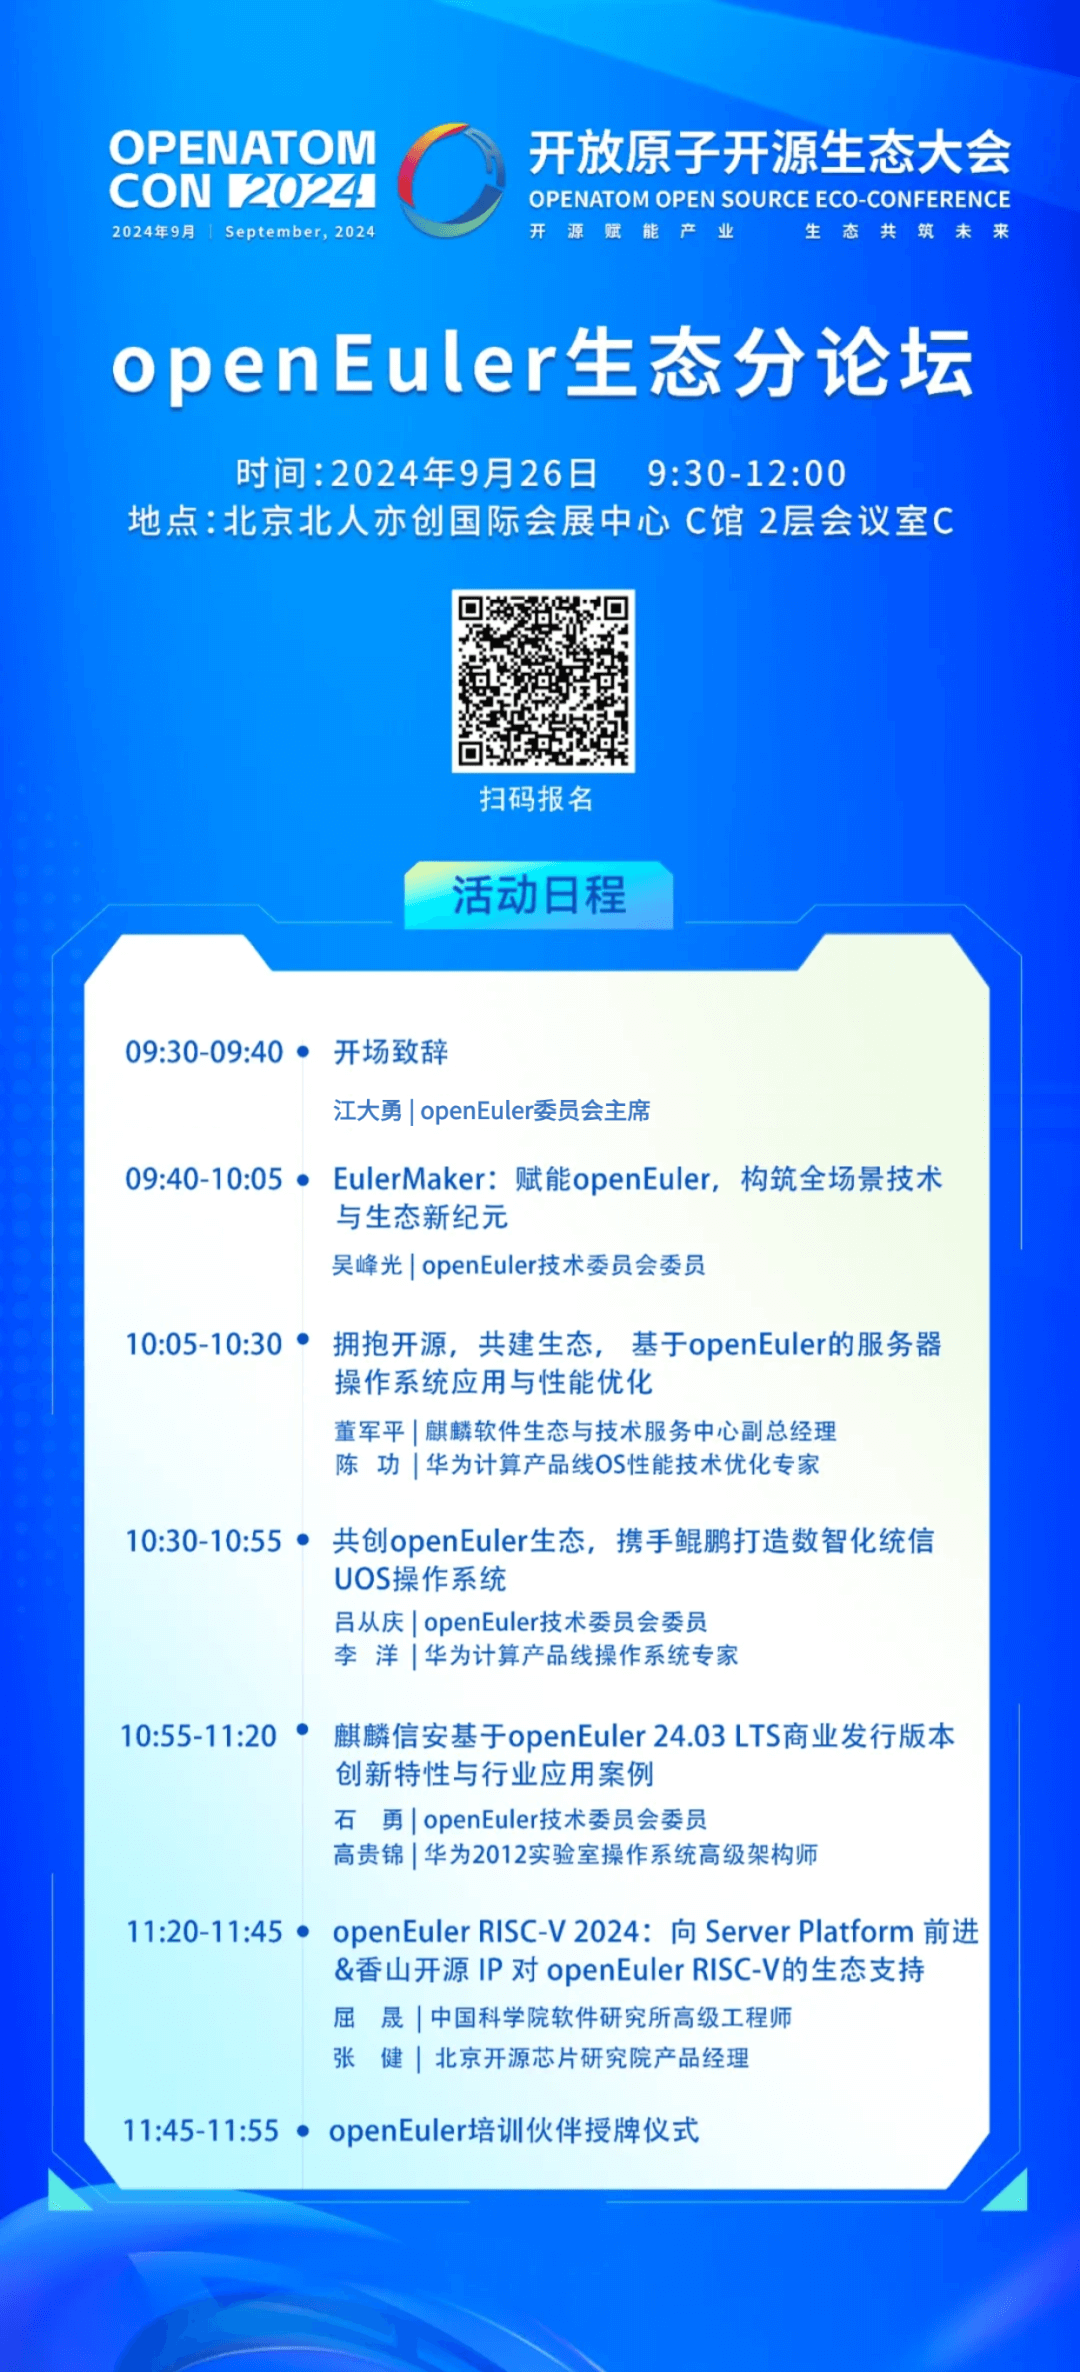 OPENATOM
CON 2024
2024年9月 | September, 2024
开放原子开源生态大会
OPENATOM OPEN SOURCE ECO-CONFERENCE
开源赋能产业 生态共筑未来
openEuler生态分论坛
时间:2024年9月26日 9:30-12:00
地点:北京北人亦创国际会展中心 C馆 2层会议室C
扫码报名
活动日程
09:30-09:40 • 开场致辞
江大勇 | openEuler委员会主席
09:40-10:05 • EulerMaker：赋能openEuler，构筑全场景技术
与生态新纪元
吴峰光 | openEuler技术委员会委员
10:05-10:30 • 拥抱开源，共建生态， 基于openEuler的服务器
操作系统应用与性能优化
董军平 | 麒麟软件生态与技术服务中心副总经理
陈 功 | 华为计算产品线OS性能技术优化专家
10:30-10:55 • 共创openEuler生态，携手鲲鹏打造数智化统信
UOS操作系统
吕从庆 | openEuler技术委员会委员
李 洋 | 华为计算产品线操作系统专家
10:55-11:20 • 麒麟信安基于openEuler 24.03 LTS商业发行版本
创新特性与行业应用案例
石 勇 | openEuler技术委员会委员
高贵锦 | 华为2012实验室操作系统高级架构师
11:20-11:45 • openEuler RISC-V 2024：向 Server Platform 前进
&香山开源 IP 对 openEuler RISC-V的生态支持
屈 晟 | 中国科学院软件研究所高级工程师
张 健 | 北京开源芯片研究院产品经理
11:45-11:55 • openEuler培训伙伴授牌仪式